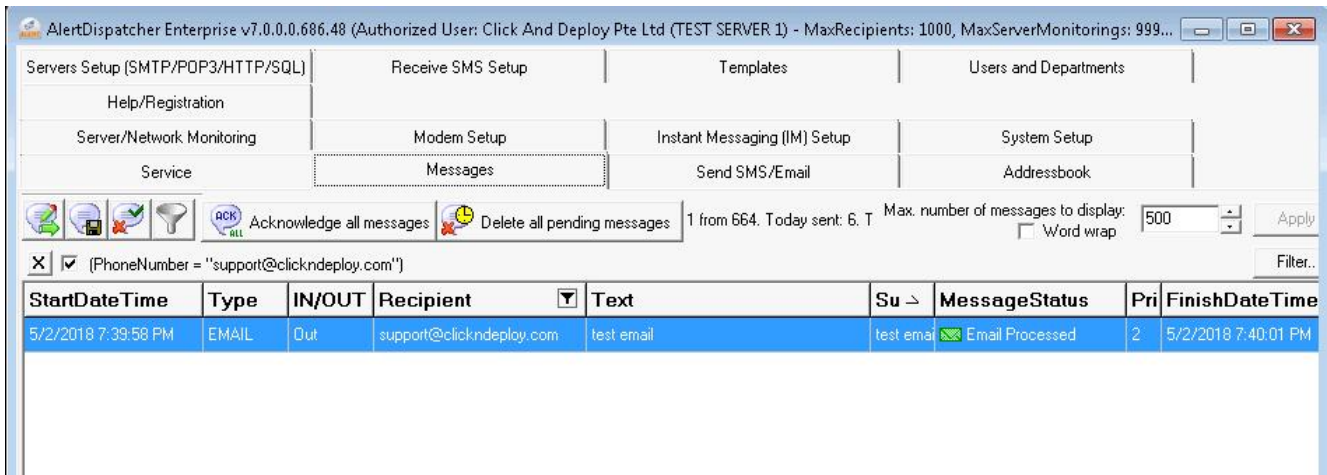 AlertDispatcher Enterprise v7.0.0.0.686.48 (Authorized User: Click And Deploy Pte Ltd (TEST SERVER 1) - MaxRecipients: 1000, MaxServerMonitorings: 999...
Servers Setup (SMTP/POP3/HTTP/SQL) Receive SMS Setup Templates Users and Departments
Help/Registration
Server/Network Monitoring Modem Setup Instant Messaging (IM) Setup System Setup
Service Messages Send SMS/Email Addressbook
ACK ALL Acknowledge all messages Delete all pending messages 1 from 664. Today sent: 6. T Max. number of messages to display: 500 Apply
Word wrap
(PhoneNumber = "support@clickndeploy.com") Filter..
StartDateTime Type IN/OUT Recipient Text Su MessageStatus Pri FinishDateTime
5/2/2018 7:39:58 PM EMAIL Out support@clickndeploy.com test email test emai Email Processed 2 5/2/2018 7:40:01 PM